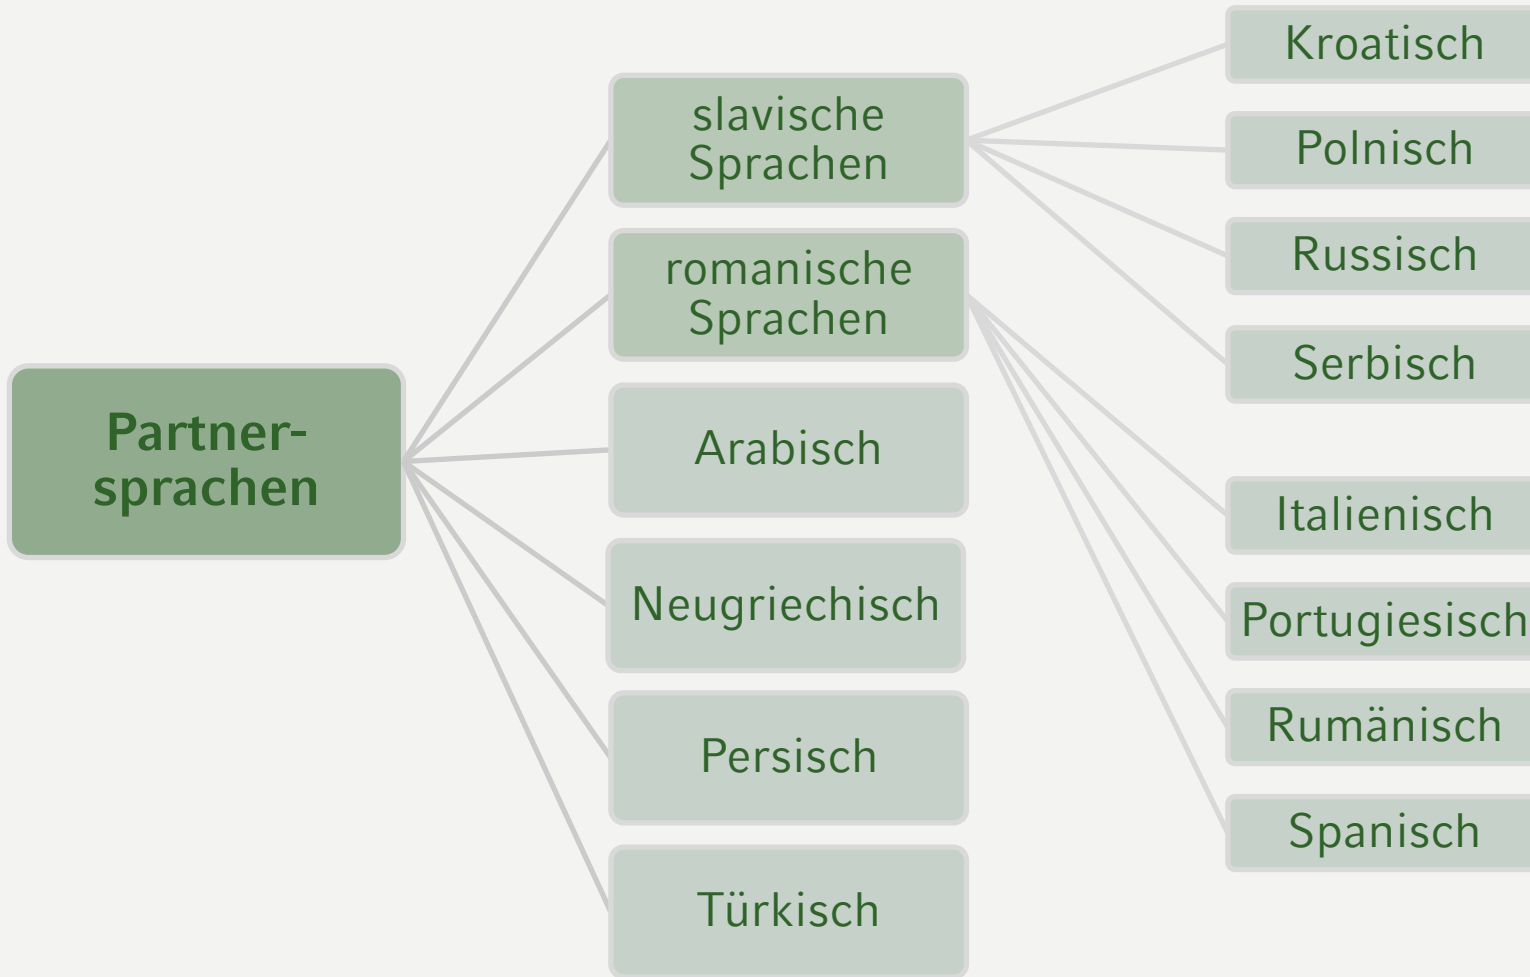 Partner-
sprachen
slavische
Sprachen
romanische
Sprachen
Arabisch
Neugriechisch
Persisch
Türkisch
Kroatisch
Polnisch
Russisch
Serbisch
Italienisch
Portugiesisch
Rumänisch
Spanisch